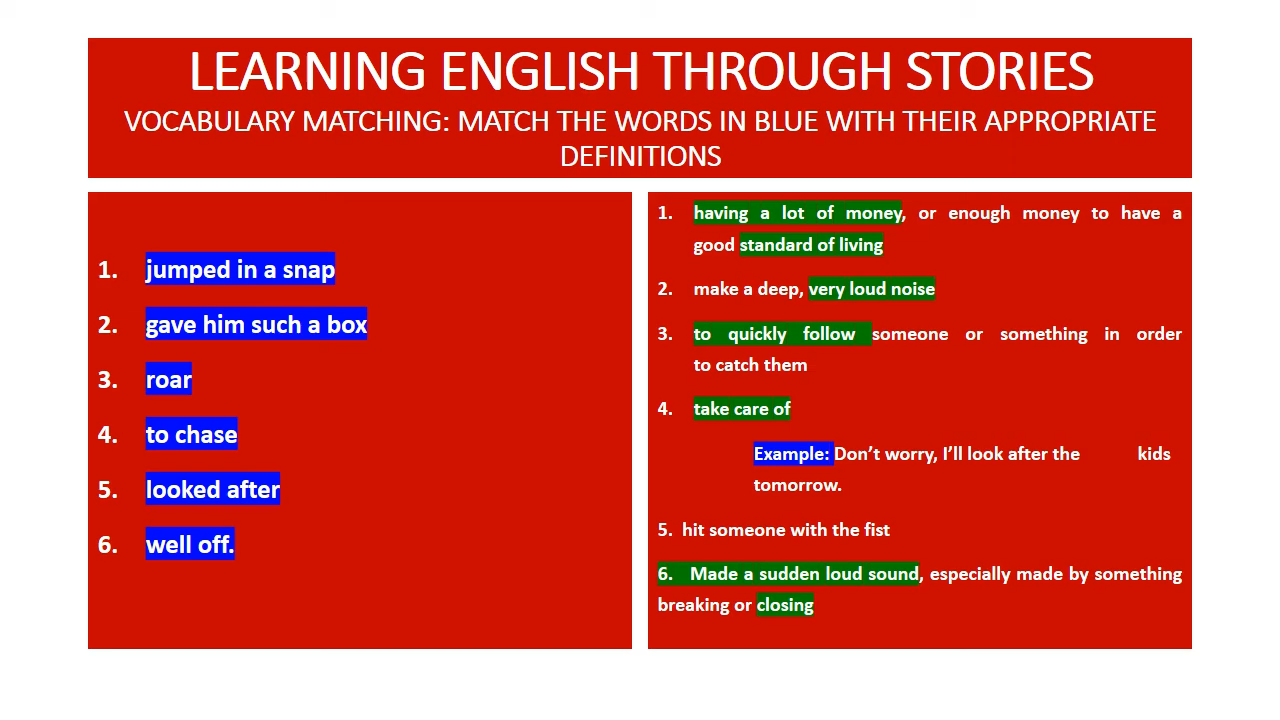 LEARNING ENGLISH THROUGH STORIES
VOCABULARY MATCHING: MATCH THE WORDS IN BLUE WITH THEIR APPROPRIATE
DEFINITIONS
1. jumped in a snap
2. gave him such a box
3. roar
4. to chase
5. looked after
6. well off.
1. having a lot of money, or enough money to have a
good standard of living
2. make a deep, very loud noise
3. to quickly follow someone or something in order
to catch them
4. take care of
Example: Don’t worry, I’ll look after the kids
tomorrow.
5. hit someone with the fist
6. Made a sudden loud sound, especially made by something
breaking or closing